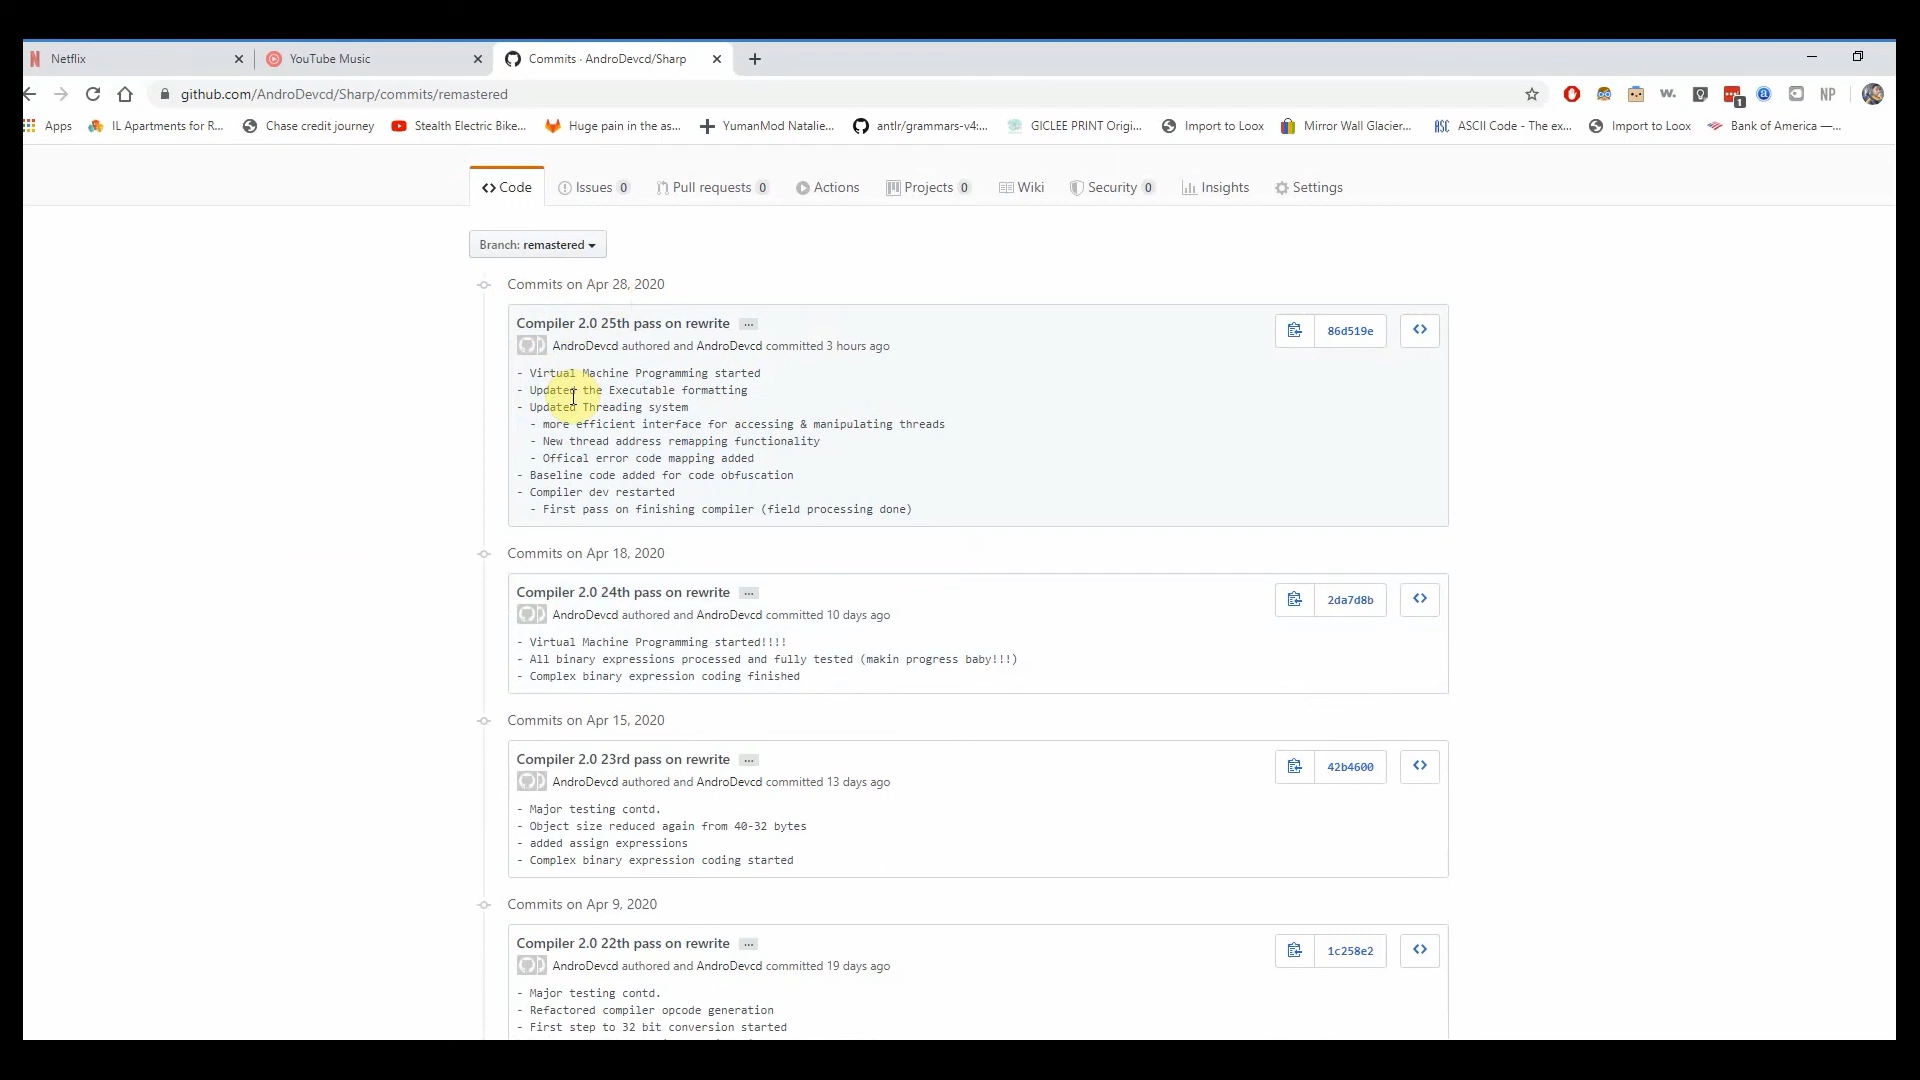 Netflix
YouTube Music
Commits · AndroDevcd/Sharp
github.com/AndroDevcd/Sharp/commits/remastered
1
NP
Apps
IL Apartments for R...
Chase credit journey
Stealth Electric Bike...
Huge pain in the as...
YumanMod Natalie...
antlr/grammars-v4:...
GICLEE PRINT Origi...
Import to Loox
Mirror Wall Glacier...
ASC ASCII Code - The ex...
Import to Loox
Bank of America —...
Code
Issues 0
Pull requests 0
Actions
Projects 0
Wiki
Security 0
Insights
Settings
Branch: remastered
Commits on Apr 28, 2020
Compiler 2.0 25th pass on rewrite ...
86d519e
AndroDevcd authored and AndroDevcd committed 3 hours ago
- Virtual Machine Programming started
- Updated the Executable formatting
- Updated Threading system
- more efficient interface for accessing & manipulating threads
- New thread address remapping functionality
- Offical error code mapping added
- Baseline code added for code obfuscation
- Compiler dev restarted
- First pass on finishing compiler (field processing done)
Commits on Apr 18, 2020
Compiler 2.0 24th pass on rewrite ...
2da7d8b
AndroDevcd authored and AndroDevcd committed 10 days ago
- Virtual Machine Programming started!!!!
- All binary expressions processed and fully tested (makin progress baby!!!)
- Complex binary expression coding finished
Commits on Apr 15, 2020
Compiler 2.0 23rd pass on rewrite ...
42b4600
AndroDevcd authored and AndroDevcd committed 13 days ago
- Major testing contd.
- Object size reduced again from 40-32 bytes
- added assign expressions
- Complex binary expression coding started
Commits on Apr 9, 2020
Compiler 2.0 22th pass on rewrite ...
1c258e2
AndroDevcd authored and AndroDevcd committed 19 days ago
- Major testing contd.
- Refactored compiler opcode generation
- First step to 32 bit conversion started